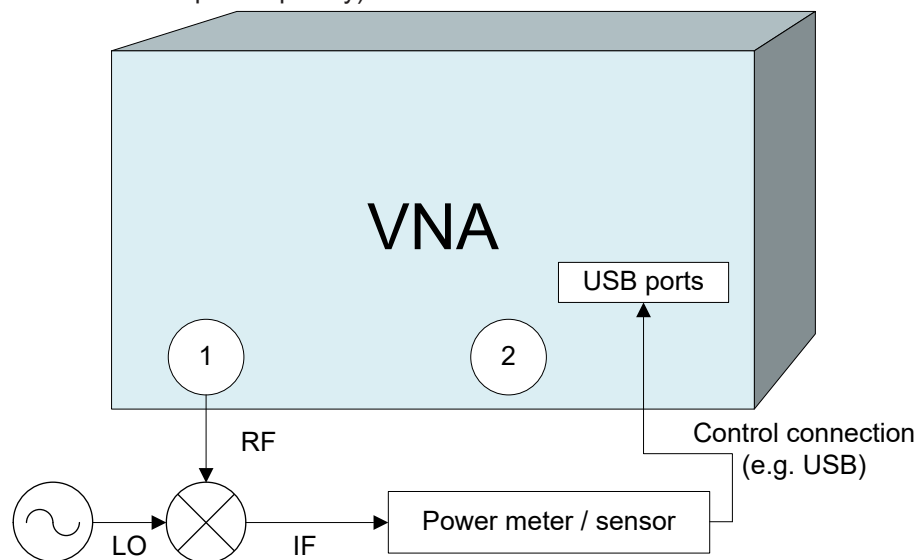 VNA
USB ports
1
2
RF
Control connection
(e.g. USB)
LO
IF
Power meter / sensor